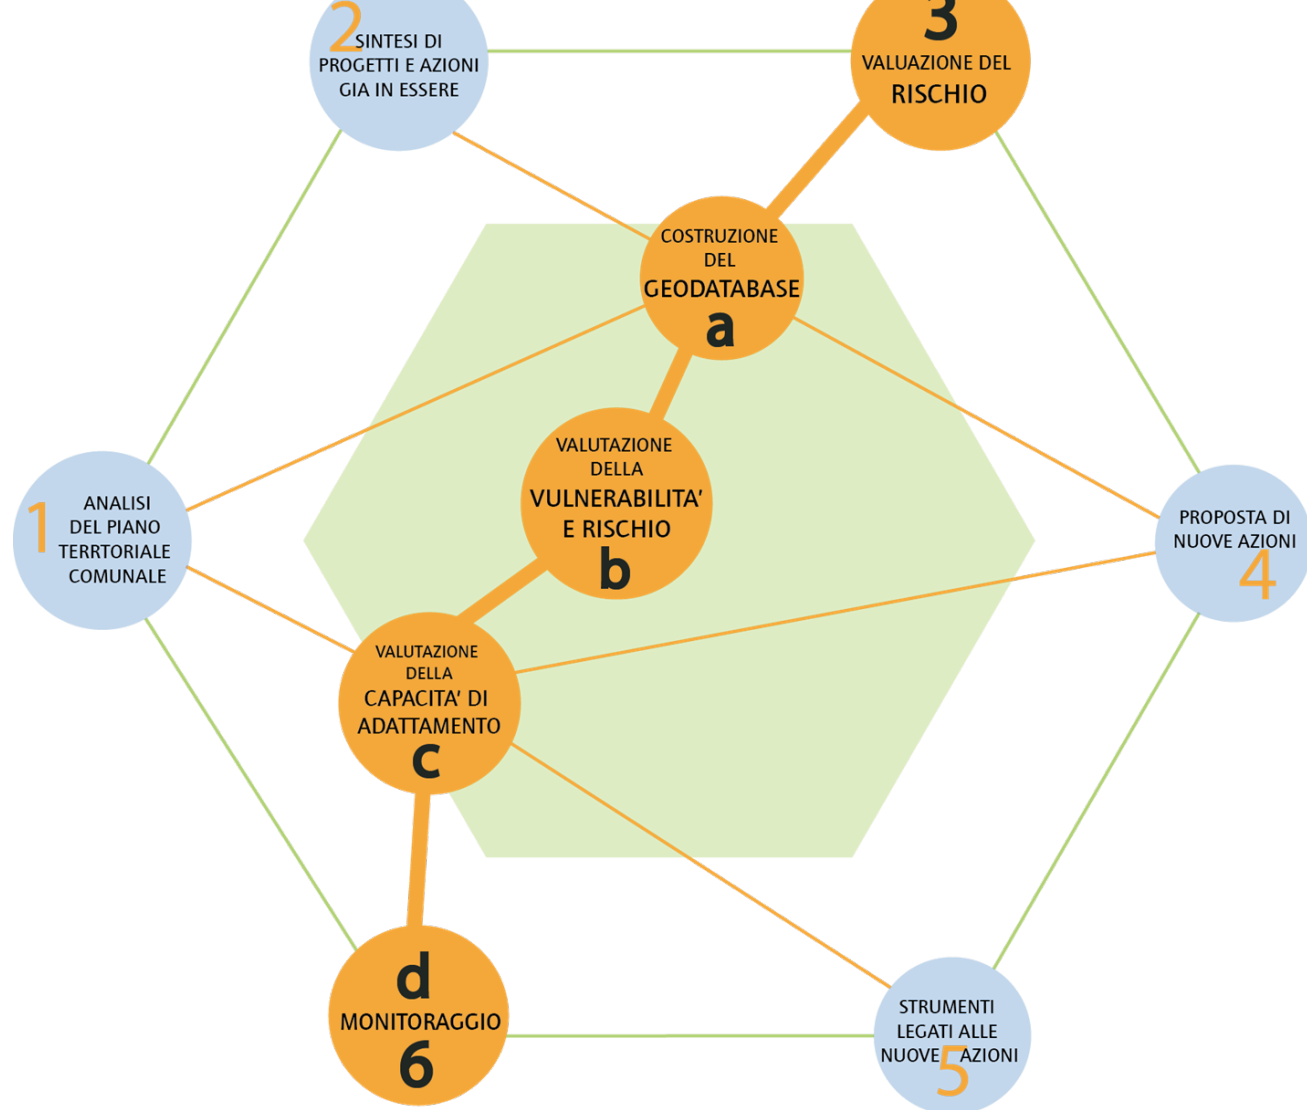 2
SINTESI DI
PROGETTI E AZIONI
GIA IN ESSERE
3
VALUAZIONE DEL
RISCHIO
COSTRUZIONE
DEL
GEODATABASE
a
VALUTAZIONE
DELLA
VULNERABILITA'
E RISCHIO
b
1
ANALISI
DEL PIANO
TERRTORIALE
COMUNALE
PROPOSTA DI
NUOVE AZIONI
4
VALUTAZIONE
DELLA
CAPACITA' DI
ADATTAMENTO
c
d
MONITORAGGIO
6
STRUMENTI
LEGATI ALLE
NUOVE AZIONI
5